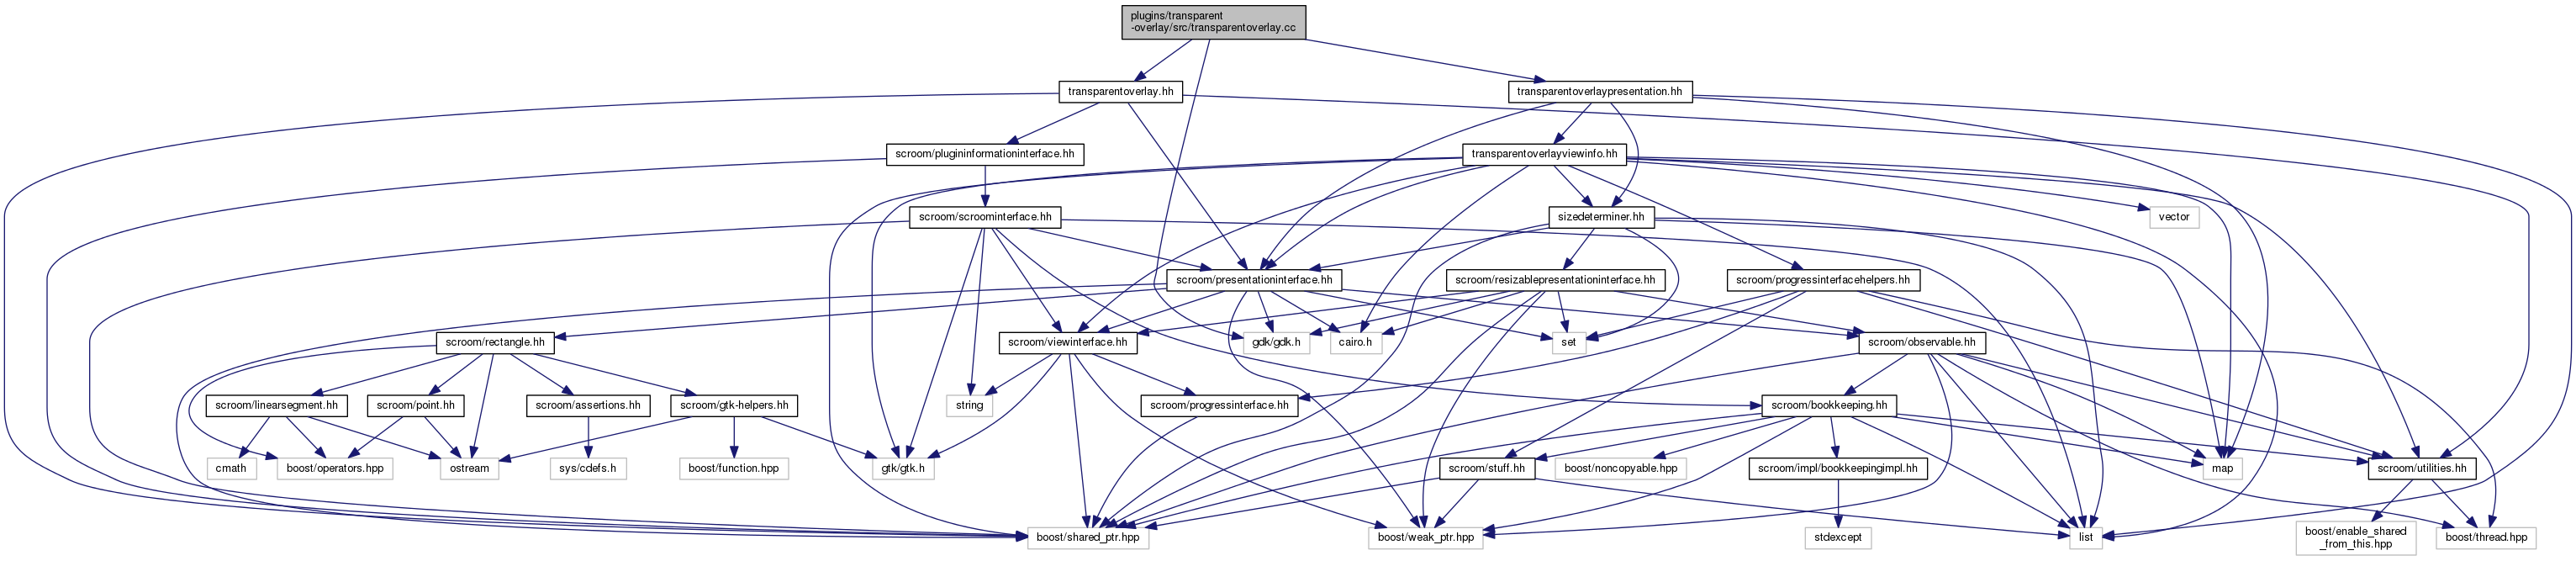 plugins/transparent
-overlay/src/transparentoverlay.cc
transparentoverlay.hh
transparentoverlaypresentation.hh
scroom/plugininformationinterface.hh
transparentoverlayviewinfo.hh
scroom/scroominterface.hh
sizedeterminer.hh
vector
scroom/presentationinterface.hh
scroom/resizablepresentationinterface.hh
scroom/progressinterfacehelpers.hh
scroom/rectangle.hh
scroom/viewinterface.hh
gdk/gdk.h
cairo.h
set
scroom/observable.hh
scroom/linearsegment.hh
scroom/point.hh
scroom/assertions.hh
scroom/gtk-helpers.hh
string
scroom/progressinterface.hh
scroom/bookkeeping.hh
cmath
boost/operators.hpp
ostream
sys/cdefs.h
boost/function.hpp
gtk/gtk.h
scroom/stuff.hh
boost/noncopyable.hpp
scroom/impl/bookkeepingimpl.hh
map
scroom/utilities.hh
boost/shared_ptr.hpp
boost/weak_ptr.hpp
stdexcept
list
boost/enable_shared
_from_this.hpp
boost/thread.hpp